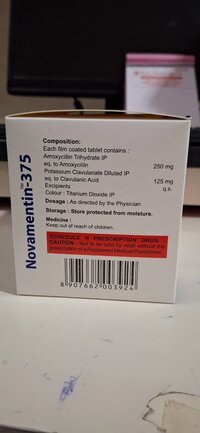 Novamentin™-375
Composition:
Each film coated tablet contains :
Amoxycillin Trihydrate IP
eq. to Amoxycillin 250 mg
Potassium Clavulanate Diluted IP
eq. to Clavulanic Acid 125 mg
Excipients q.s.
Colour : Titanium Dioxide IP
Dosage : As directed by the Physician
Storage : Store protected from moisture.
Medicine :
Keep out of reach of children.
SCHEDULE H PRESCRIPTION DRUG
CAUTION : Not to be sold by retail without the
prescription of a Registered Medical Practitioner.
8 907662 003924